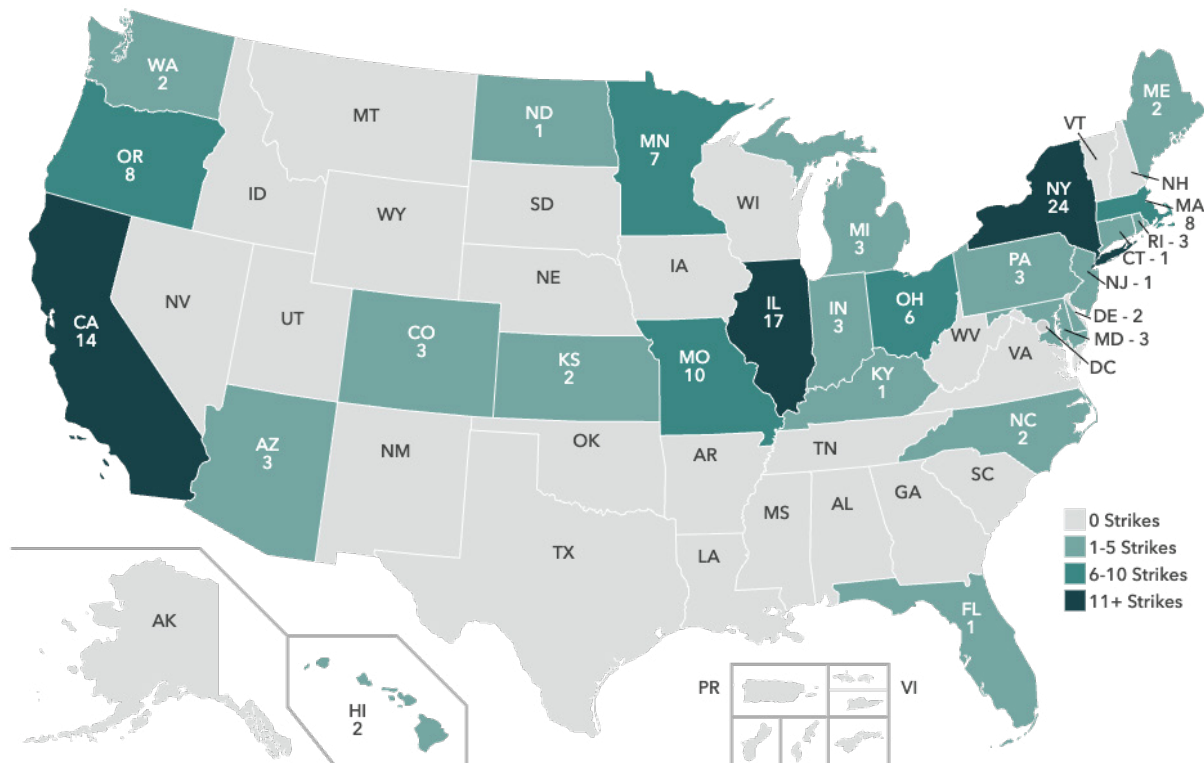 WA
2
MT
ND
1
MN
7
ME
2
VT
OR
8
ID
WY
SD
WI
MI
3
NY
24
NH
MA
8
RI - 3
CT - 1
NJ - 1
DE - 2
MD - 3
DC
NV
UT
CO
3
NE
IA
IL
17
IN
3
OH
6
PA
3
WV
VA
CA
14
KS
2
MO
10
KY
1
NC
2
AZ
3
NM
OK
AR
TN
SC
MS
AL
GA
TX
LA
FL
1
0 Strikes
1-5 Strikes
6-10 Strikes
11+ Strikes
AK
HI
2
PR
VI